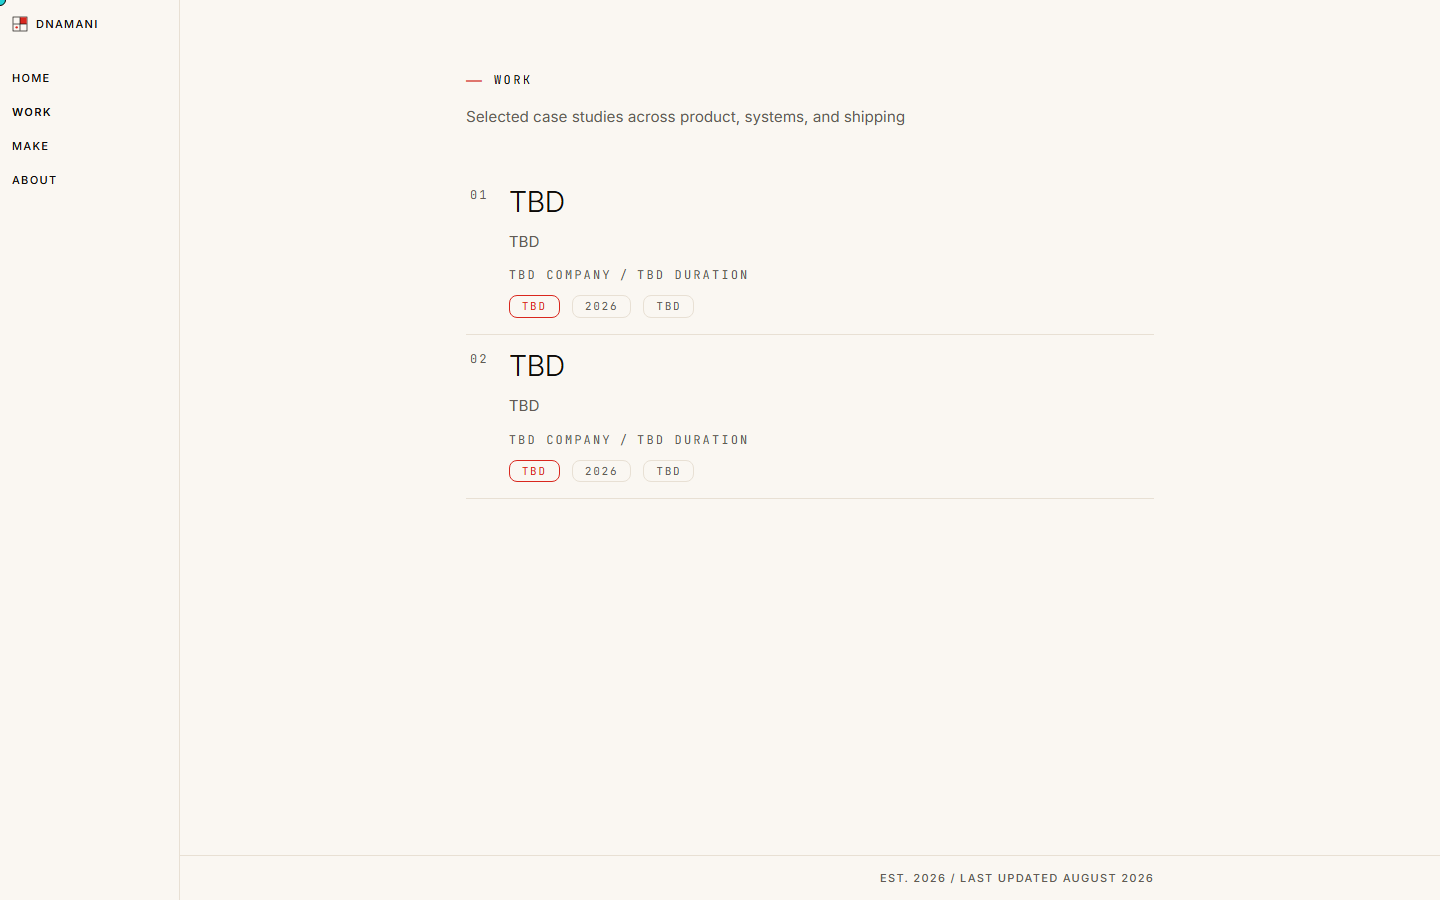 DNAMANI
HOME
WORK
MAKE
ABOUT
WORK
Selected case studies across product, systems, and shipping
01
TBD
TBD
TBD COMPANY / TBD DURATION
TBD 2026 TBD
02
TBD
TBD
TBD COMPANY / TBD DURATION
TBD 2026 TBD
EST. 2026 / LAST UPDATED AUGUST 2026